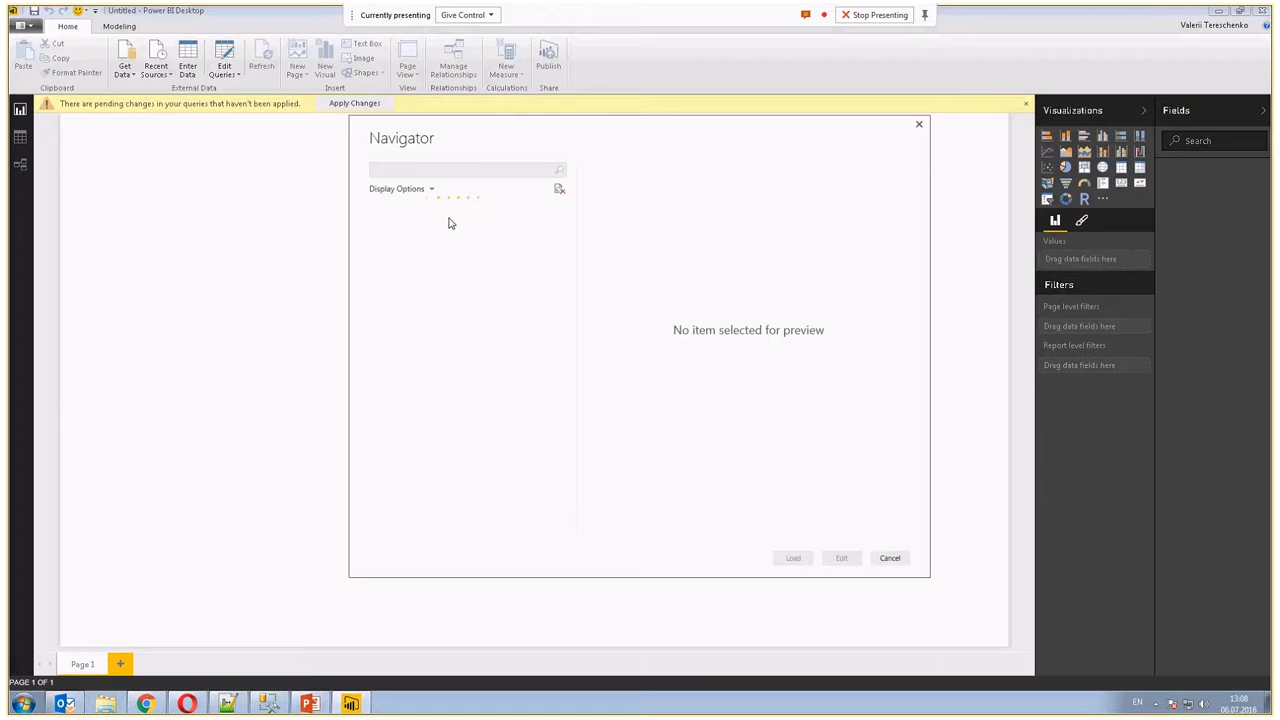 Untitled - Power BI Desktop
Currently presenting
Give Control
Stop Presenting
Valerii Tereschenko
Home
Modeling
Paste
Cut
Copy
Format Painter
Get Data
Recent Sources
Enter Data
Edit Queries
Refresh
New Page
New Visual
Text Box
Image
Shapes
Page View
Manage Relationships
New Measure
Publish
Clipboard
External Data
Insert
View
Relationships
Calculations
Share
There are pending changes in your queries that haven't been applied.
Apply Changes
Navigator
Display Options
No item selected for preview
Load
Edit
Cancel
Visualizations
R
Values
Drag data fields here
Filters
Page level filters
Drag data fields here
Report level filters
Drag data fields here
Fields
Search
Page 1
PAGE 1 OF 1
EN
13:08
06.07.2016